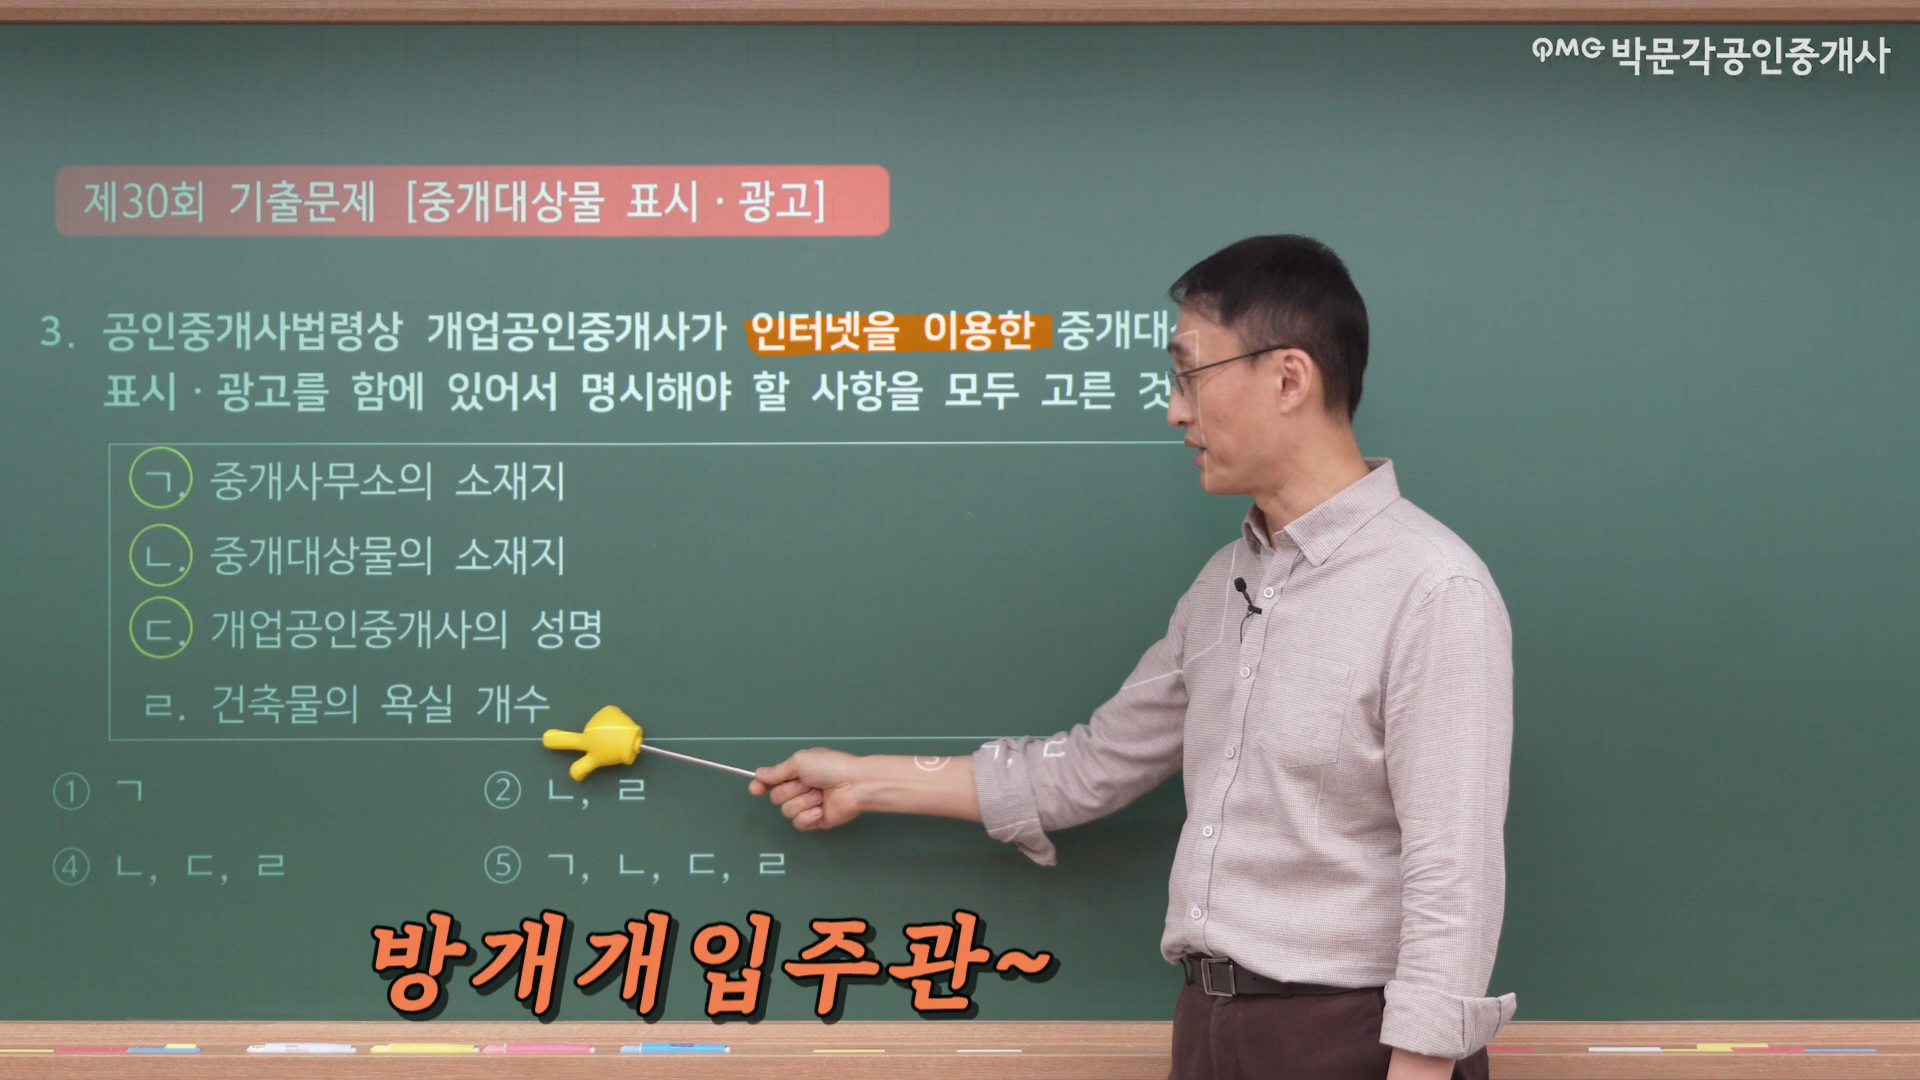 PMG 박문각공인중개사
제30회 기출문제 [중개대상물 표시·광고]
3. 공인중개사법령상 개업공인중개사가 인터넷을 이용한 중개대
표시·광고를 함에 있어서 명시해야 할 사항을 모두 고른 것
ㄱ. 중개사무소의 소재지
ㄴ. 중개대상물의 소재지
ㄷ. 개업공인중개사의 성명
ㄹ. 건축물의 욕실 개수
① ㄱ ② ㄴ, ㄹ ③ ㄱ, ㄷ
④ ㄴ, ㄷ, ㄹ ⑤ ㄱ, ㄴ, ㄷ, ㄹ
방개개입주관~